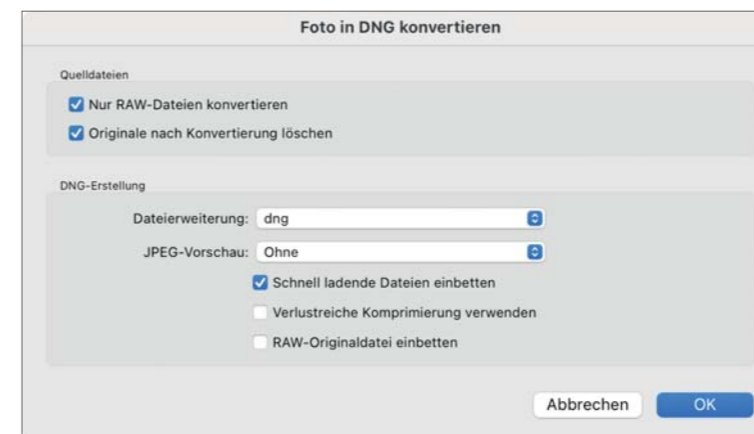 Foto in DNG konvertieren
Quelldateien
Nur RAW-Dateien konvertieren
Originale nach Konvertierung löschen
DNG-Erstellung
Dateierweiterung: dng
JPEG-Vorschau: Ohne
Schnell ladende Dateien einbetten
Verlustreiche Komprimierung verwenden
RAW-Originaldatei einbetten
Abbrechen OK